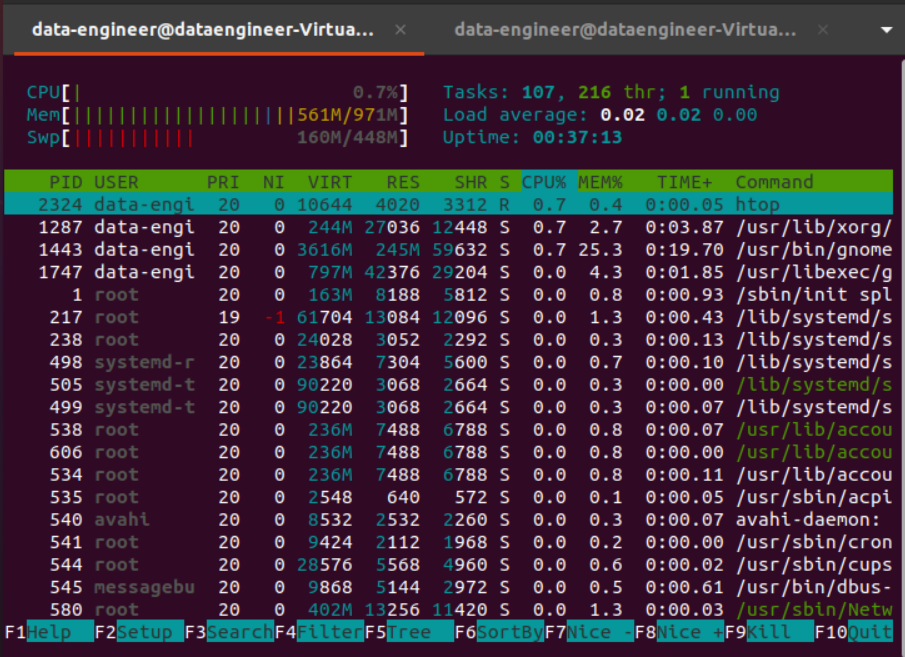 data-engineer@dataengineer-Virtua... × data-engineer@dataengineer-Virtua... ×
CPU[| 0.7%] Tasks: 107, 216 thr; 1 running
Mem[||||||||||||||||||||561M/971M] Load average: 0.02 0.02 0.00
Swp[||||||||||| 160M/448M] Uptime: 00:37:13
PID USER PRI NI VIRT RES SHR S CPU% MEM% TIME+ Command
2324 data-engi 20 0 10644 4020 3312 R 0.7 0.4 0:00.05 htop
1287 data-engi 20 0 244M 27036 12448 S 0.7 2.7 0:03.87 /usr/lib/xorg/
1443 data-engi 20 0 3616M 245M 59632 S 0.7 25.3 0:19.70 /usr/bin/gnome
1747 data-engi 20 0 797M 42376 29204 S 0.0 4.3 0:01.85 /usr/libexec/g
1 root 20 0 163M 8188 5812 S 0.0 0.8 0:00.93 /sbin/init spl
217 root 19 -1 61704 13084 12096 S 0.0 1.3 0:00.43 /lib/systemd/s
238 root 20 0 24028 3052 2292 S 0.0 0.3 0:00.13 /lib/systemd/s
498 systemd-r 20 0 23864 7304 5600 S 0.0 0.7 0:00.10 /lib/systemd/s
505 systemd-t 20 0 90220 3068 2664 S 0.0 0.3 0:00.00 /lib/systemd/s
499 systemd-t 20 0 90220 3068 2664 S 0.0 0.3 0:00.07 /lib/systemd/s
538 root 20 0 236M 7488 6788 S 0.0 0.8 0:00.07 /usr/lib/accou
606 root 20 0 236M 7488 6788 S 0.0 0.8 0:00.00 /usr/lib/accou
534 root 20 0 236M 7488 6788 S 0.0 0.8 0:00.11 /usr/lib/accou
535 root 20 0 2548 640 572 S 0.0 0.1 0:00.05 /usr/sbin/acpi
540 avahi 20 0 8532 2532 2260 S 0.0 0.3 0:00.07 avahi-daemon:
541 root 20 0 9424 2112 1968 S 0.0 0.2 0:00.00 /usr/sbin/cron
544 root 20 0 28576 5568 4960 S 0.0 0.6 0:00.02 /usr/sbin/cups
545 messagebu 20 0 9868 5144 2972 S 0.0 0.5 0:00.61 /usr/bin/dbus-
580 root 20 0 402M 13256 11420 S 0.0 1.3 0:00.03 /usr/sbin/Netw
F1Help F2Setup F3SearchF4FilterF5Tree F6SortByF7Nice -F8Nice +F9Kill F10Quit